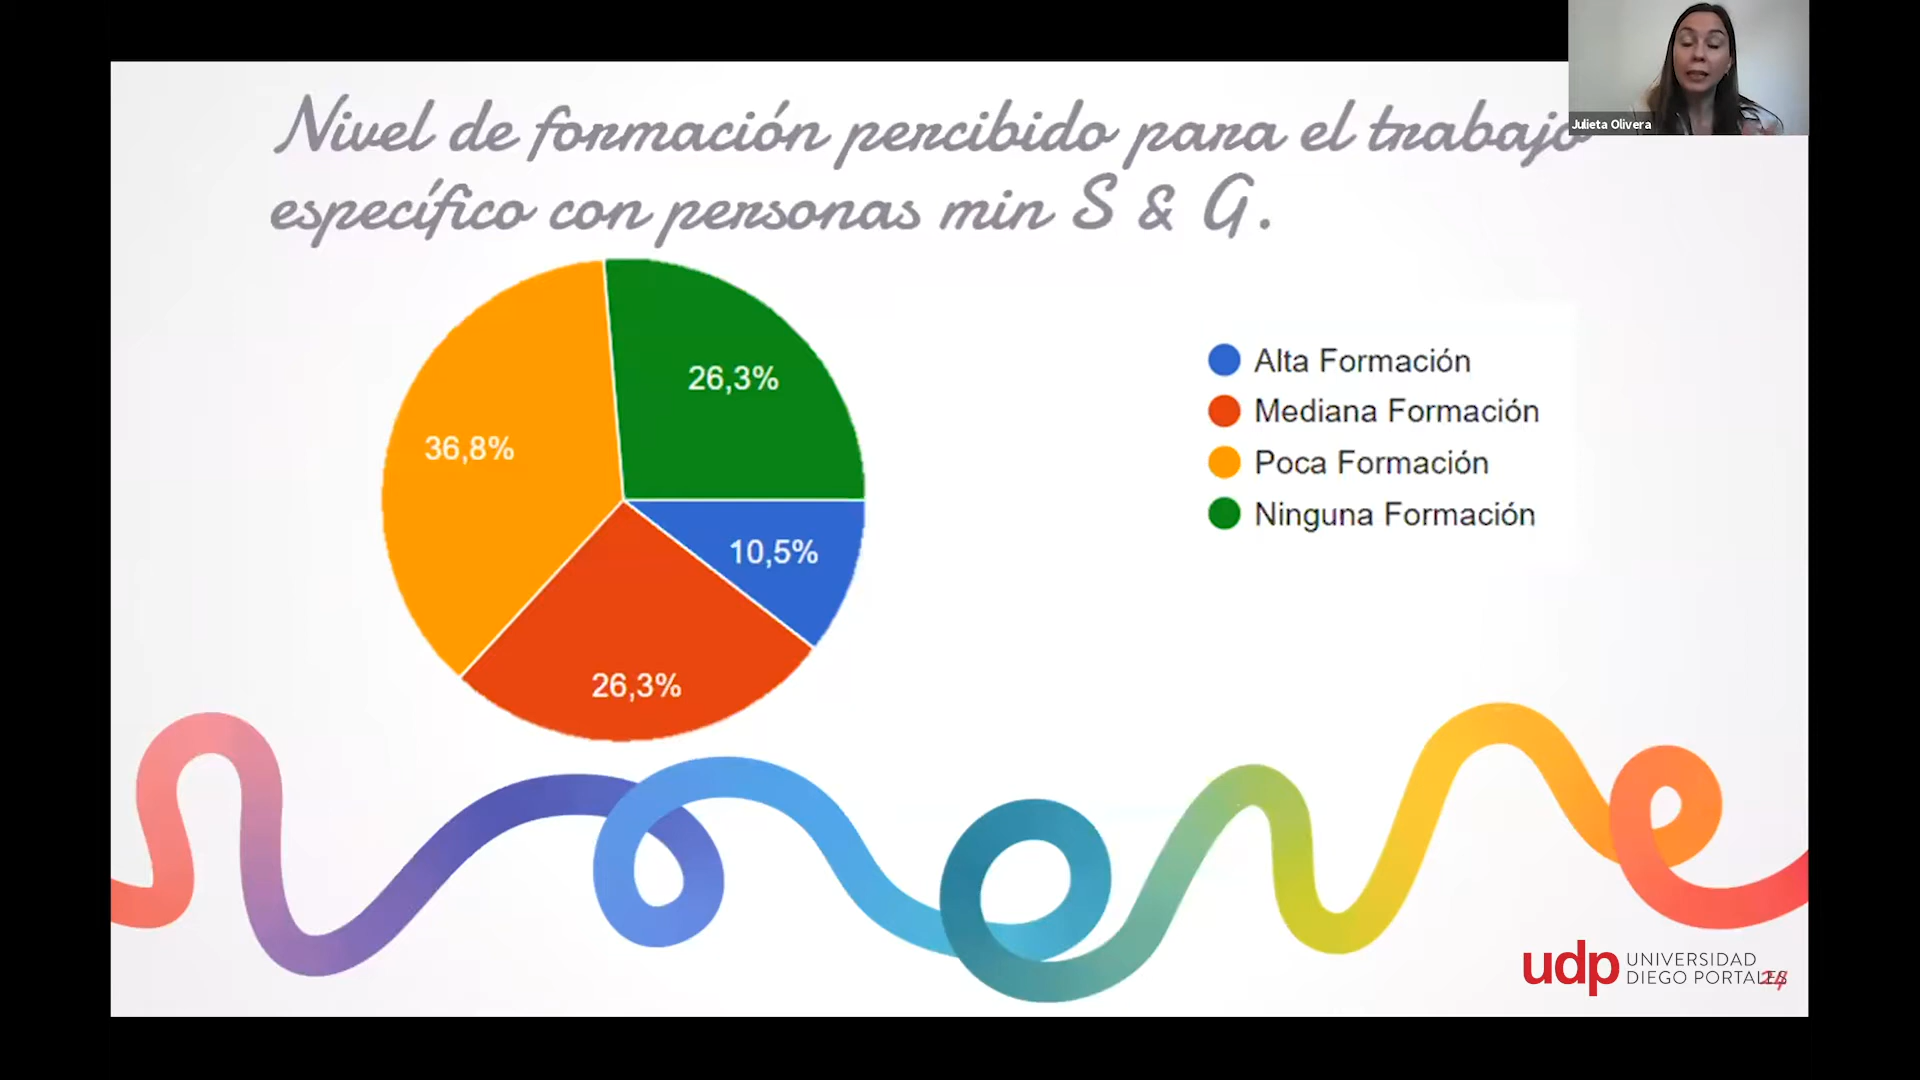 Julieta Olivera
Nivel de formación percibido para el trabajo
específico con personas min S & G.
26,3%
36,8%
10,5%
26,3%
Alta Formación
Mediana Formación
Poca Formación
Ninguna Formación
udp UNIVERSIDAD
DIEGO PORTALES
24